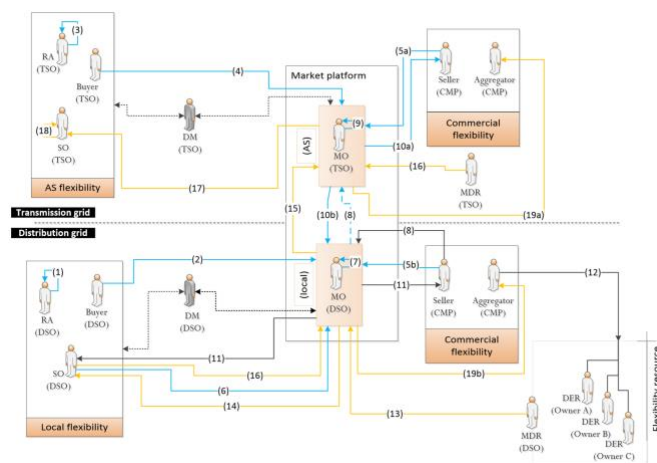 (3)
RA
(TSO)
Buyer
(TSO)
(4)
Market platform
(5a)
Seller
(CMP)
Aggregator
(CMP)
Commercial
flexibility
(18)
SO
(TSO)
DM
(TSO)
(9)
MO
(TSO)
(AS)
(10a)
(16)
MDR
(TSO)
AS flexibility
(17)
(15)
(10b)
(8)
(19a)
Transmission grid
Distribution grid
(1)
RA
(DSO)
Buyer
(DSO)
(2)
DM
(DSO)
(7)
MO
(DSO)
(local)
(8)
(5b)
(11)
Seller
(CMP)
Aggregator
(CMP)
(12)
Commercial
flexibility
SO
(DSO)
(11)
(16)
(6)
(14)
(19b)
(13)
Local flexibility
MDR
(DSO)
DER
(Owner A)
DER
(Owner B)
DER
(Owner C)
Flexibility resource